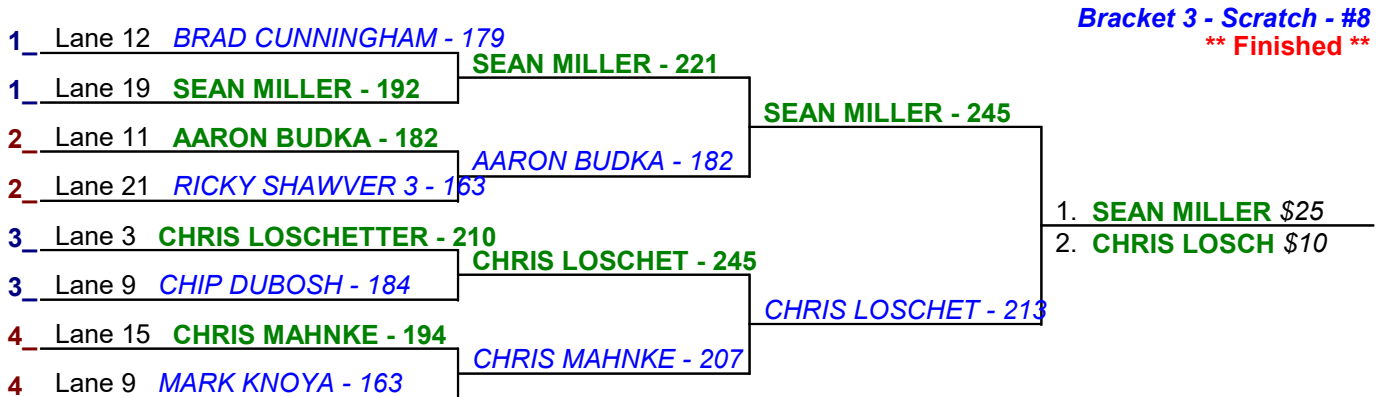 Bracket 3 - Scratch - #8
** Finished **
1_ Lane 12 BRAD CUNNINGHAM - 179
1_ Lane 19 SEAN MILLER - 192
2_ Lane 11 AARON BUDKA - 182
2_ Lane 21 RICKY SHAWVER 3 - 163
3_ Lane 3 CHRIS LOSCHETTER - 210
3_ Lane 9 CHIP DUBOSH - 184
4_ Lane 15 CHRIS MAHNKE - 194
4 Lane 9 MARK KNOYA - 163
SEAN MILLER - 221
AARON BUDKA - 182
CHRIS LOSCHET - 245
CHRIS MAHNKE - 207
SEAN MILLER - 245
CHRIS LOSCHET - 213
1. SEAN MILLER $25
2. CHRIS LOSCH $10